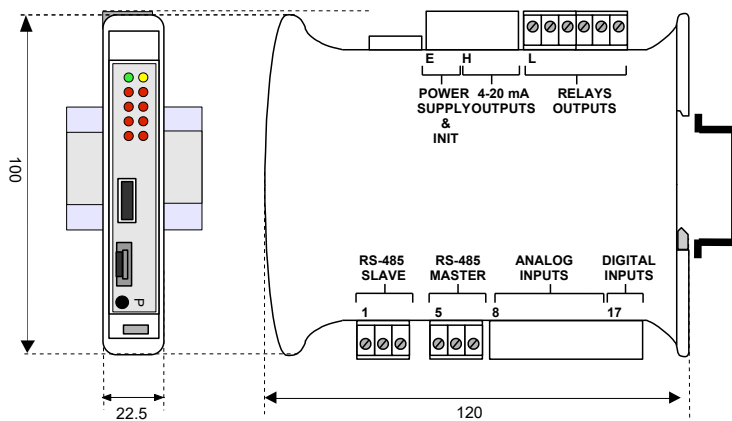 E H L
POWER SUPPLY & INIT
4-20 mA OUTPUTS
RELAYS OUTPUTS
100
P
RS-485 SLAVE
RS-485 MASTER
ANALOG INPUTS
DIGITAL INPUTS
1 5 8 17
22.5
120